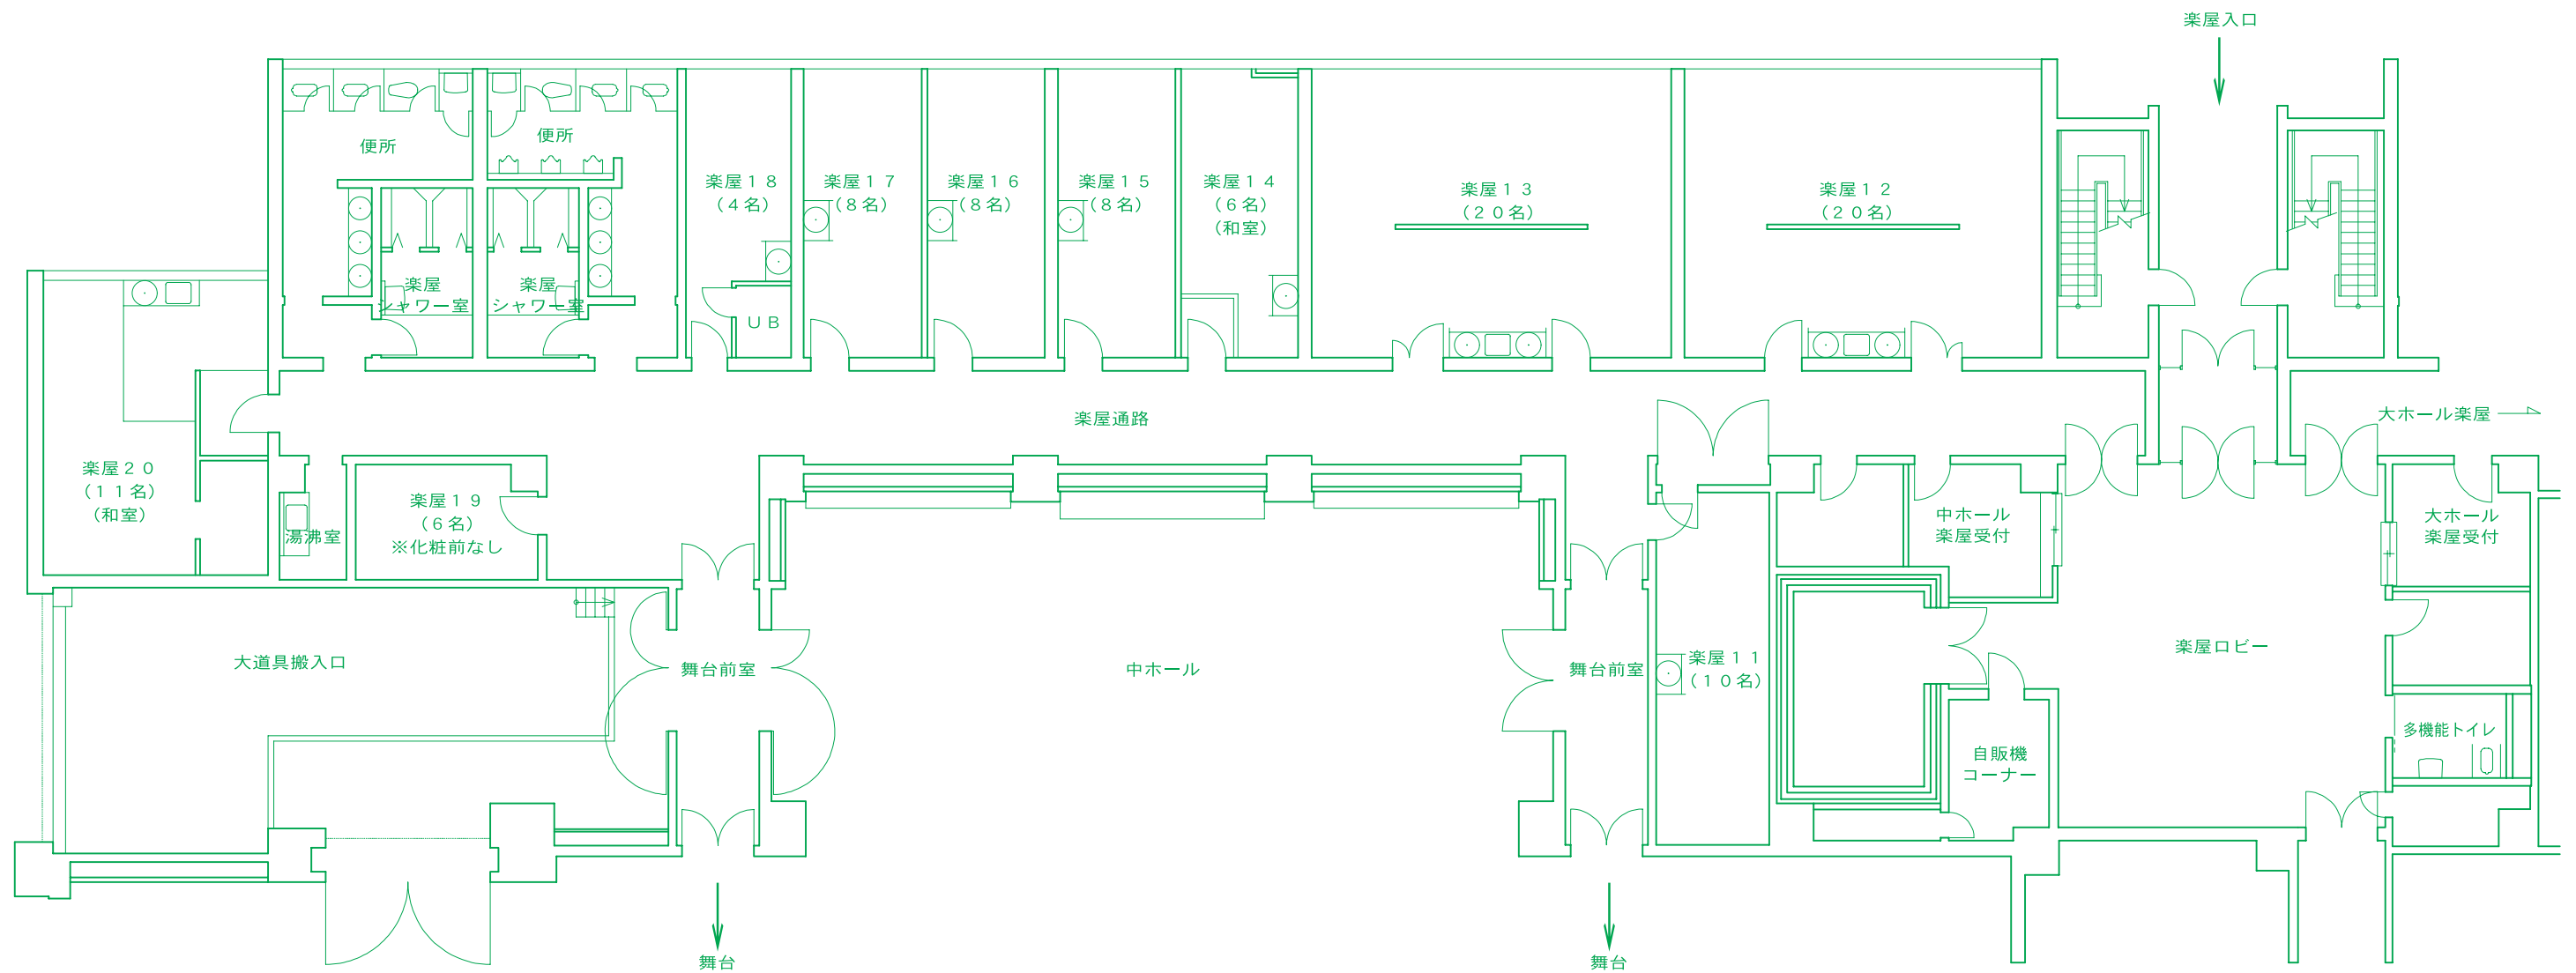 楽屋入口
便所
便所
楽屋１８
（４名）
楽屋１７
（８名）
楽屋１６
（８名）
楽屋１５
（８名）
楽屋１４
（６名）
（和室）
楽屋１３
（２０名）
楽屋１２
（２０名）
楽屋
シャワー室
楽屋
シャワー室
ＵＢ
楽屋通路
大ホール楽屋
楽屋２０
（１１名）
（和室）
湯沸室
楽屋１９
（６名）
※化粧前なし
中ホール
楽屋受付
大ホール
楽屋受付
大道具搬入口
舞台前室
中ホール
舞台前室
楽屋１１
（１０名）
楽屋ロビー
多機能トイレ
自販機
コーナー
舞台
舞台